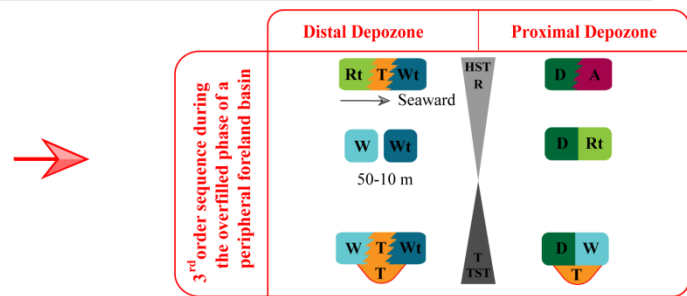 Distal Depozone Proximal Depozone
3rd order sequence during
the overfilled phase of a
peripheral foreland basin
Rt T Wt
HST
R
D A
Seaward
W Wt
D Rt
50-10 m
W T Wt
T
T
TST
D W
T